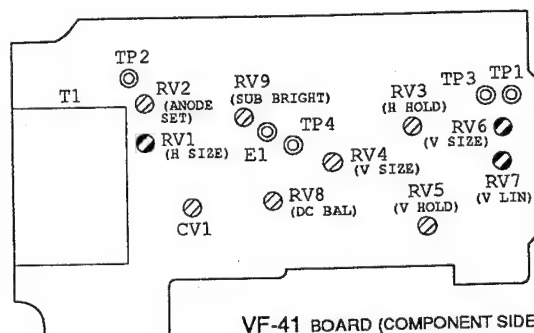 TP2
T1
RV2
(ANODE
SET)
RV1
(H SIZE)
RV9
(SUB BRIGHT)
E1
TP4
RV3
(H HOLD)
TP3
TP1
RV6
(V SIZE)
RV4
(V SIZE)
RV7
(V LIN)
RV8
(DC BAL)
RV5
(V HOLD)
CV1
VF-41 BOARD (COMPONENT SIDE